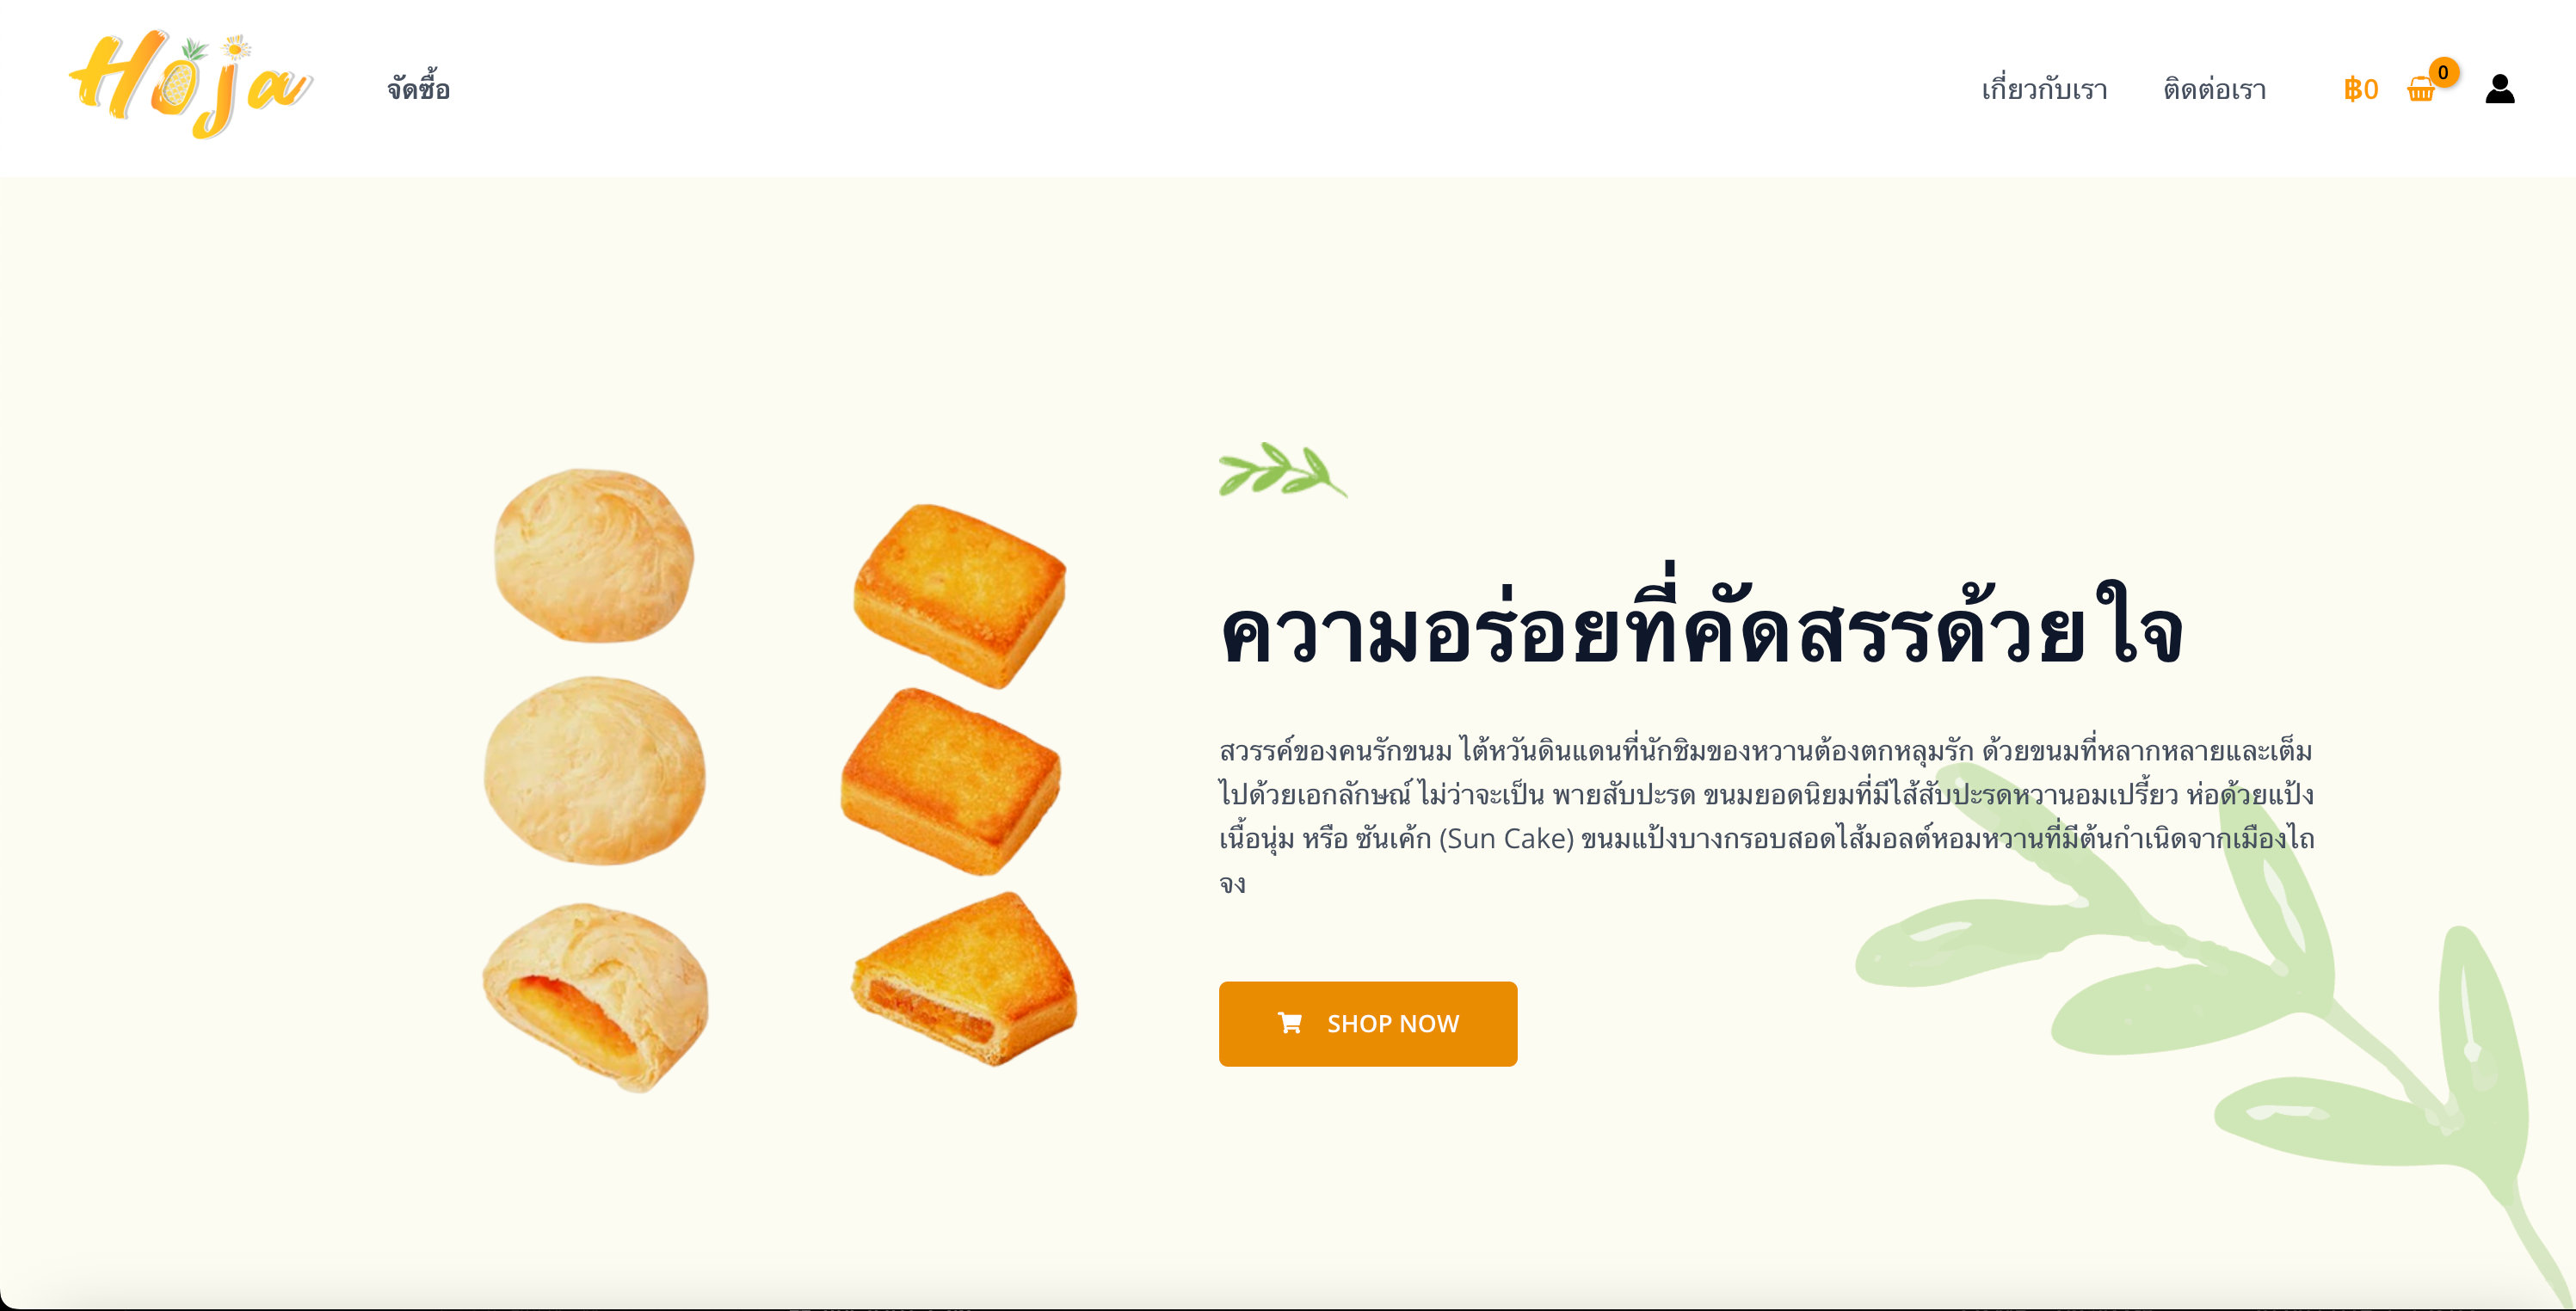 Hoja
จัดซื้อ
เกี่ยวกับเรา
ติดต่อเรา
฿0
0
ความอร่อยที่คัดสรรด้วยใจ
สวรรค์ของคนรักขนม ไต้หวันดินแดนที่นักชิมของหวานต้องตกหลุมรัก ด้วยขนมที่หลากหลายและเต็ม
ไปด้วยเอกลักษณ์ ไม่ว่าจะเป็น พายสับปะรด ขนมยอดนิยมที่มีไส้สับปะรดหวานอมเปรี้ยว ห่อด้วยแป้ง
เนื้อนุ่ม หรือ ซันเค้ก (Sun Cake) ขนมแป้งบางกรอบสอดไส้มอลต์หอมหวานที่มีต้นกำเนิดจากเมืองไถ
จง
SHOP NOW